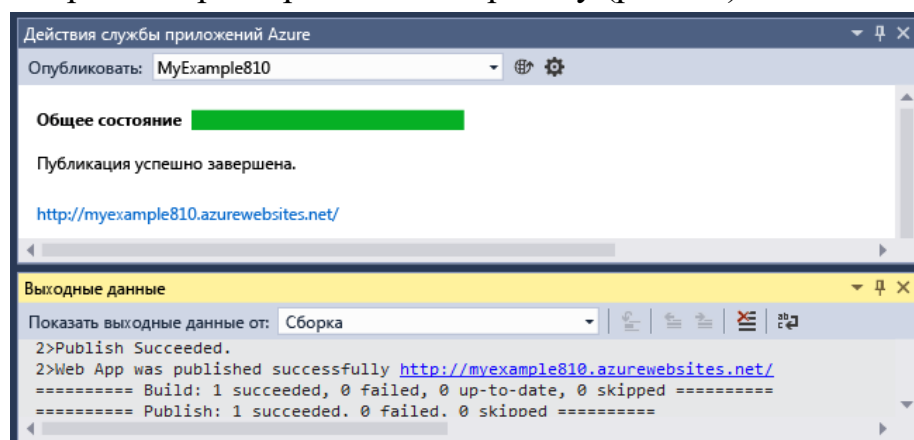 Действия службы приложений Azure
Опубликовать: MyExample810
Общее состояние
Публикация успешно завершена.
http://myexample810.azurewebsites.net/
Выходные данные
Показать выходные данные от: Сборка
2>Publish Succeeded.
2>Web App was published successfully http://myexample810.azurewebsites.net/
========== Build: 1 succeeded, 0 failed, 0 up-to-date, 0 skipped ==========
========== Publish: 1 succeeded, 0 failed, 0 skipped ==========